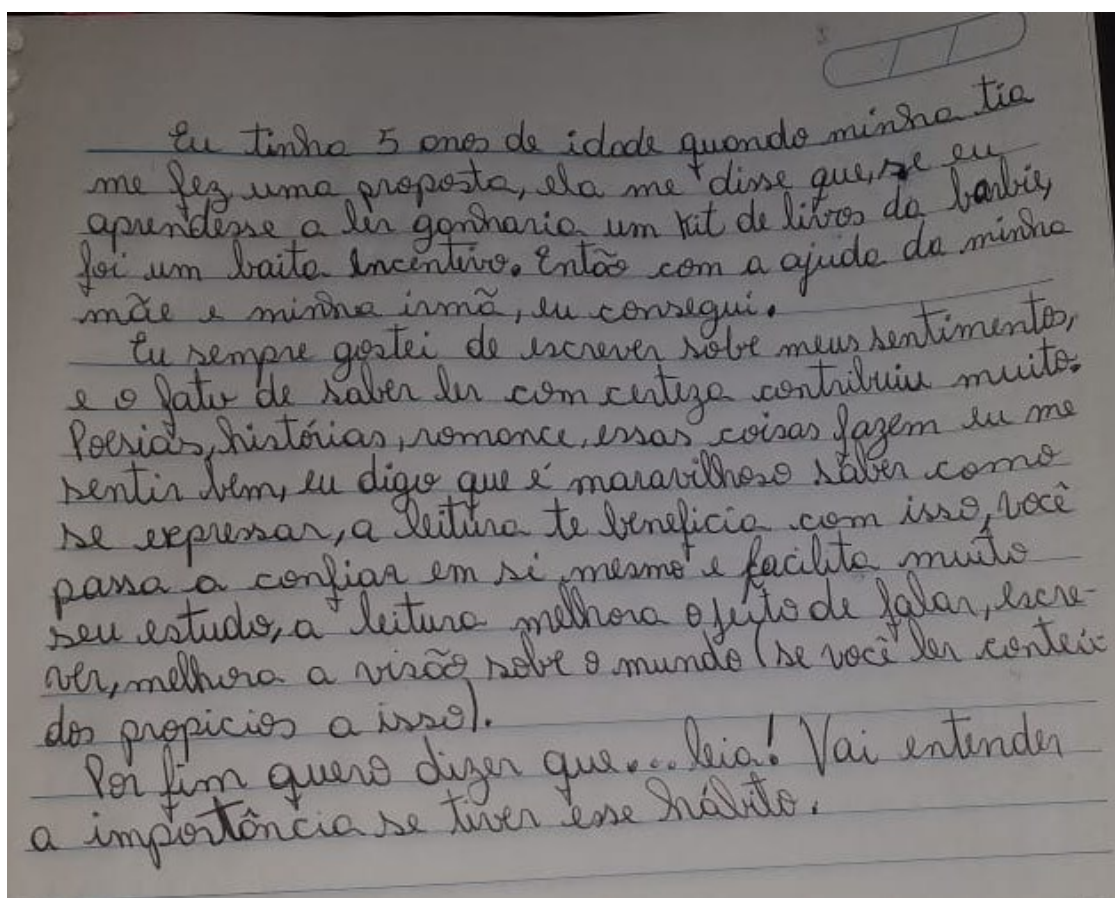 Eu tinha 5 anos de idade quando minha tia
me fez uma proposta, ela me disse que, se eu
aprendesse a ler ganharia um kit de livros da barbie,
foi um baita incentivo. Então com a ajuda da minha
mãe e minha irmã, eu consegui.
Eu sempre gostei de escrever sobre meus sentimentos,
e o fato de saber ler com certeza contribuiu muito.
Poesias, histórias, romance, essas coisas fazem eu me
sentir bem, eu digo que é maravilhoso saber como
se expressar, a leitura te beneficia com isso, você
passa a confiar em si mesmo e facilita muito
seu estudo, a leitura melhora o jeito de falar, escre-
ver, melhora a visão sobre o mundo (se você ler conteú
dos propicios a isso).
Por fim quero dizer que... leia! Vai entender
a importância se tiver esse hábito.